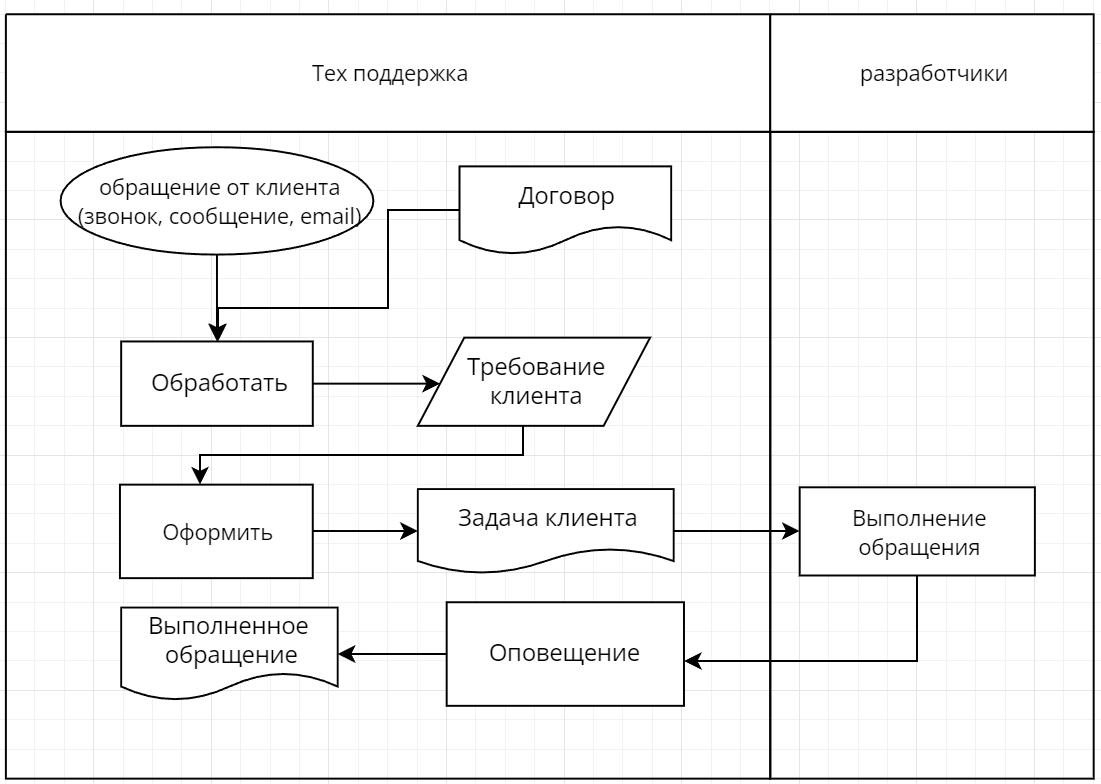 Тех поддержка
разработчики
обращение от клиента
(звонок, сообщение, email)
Договор
Обработать
Требование
клиента
Оформить
Задача клиента
Выполнение
обращения
Выполненное
обращение
Оповещение